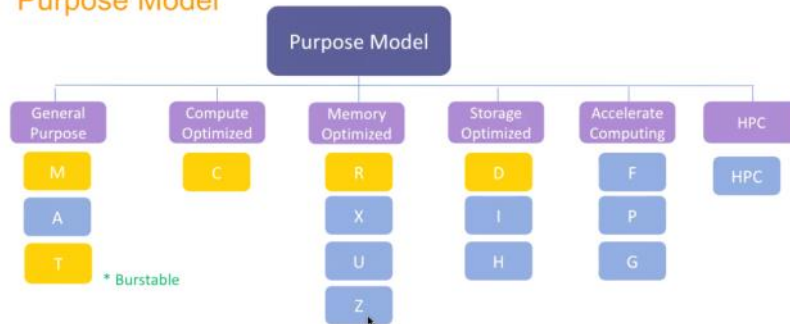 Purpose Model
Purpose Model
General
Purpose
Compute
Optimized
Memory
Optimized
Storage
Optimized
Accelerate
Computing
HPC
M
C
R
D
F
HPC
A
X
I
P
T
* Burstable
U
H
G
Z